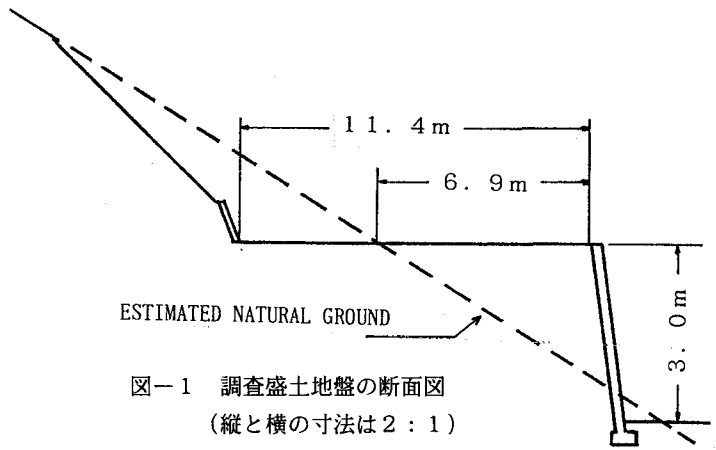 11.4m
6.9m
3.0m
ESTIMATED NATURAL GROUND
図-1 調査盛土地盤の断面図
(縦と横の寸法は2:1)